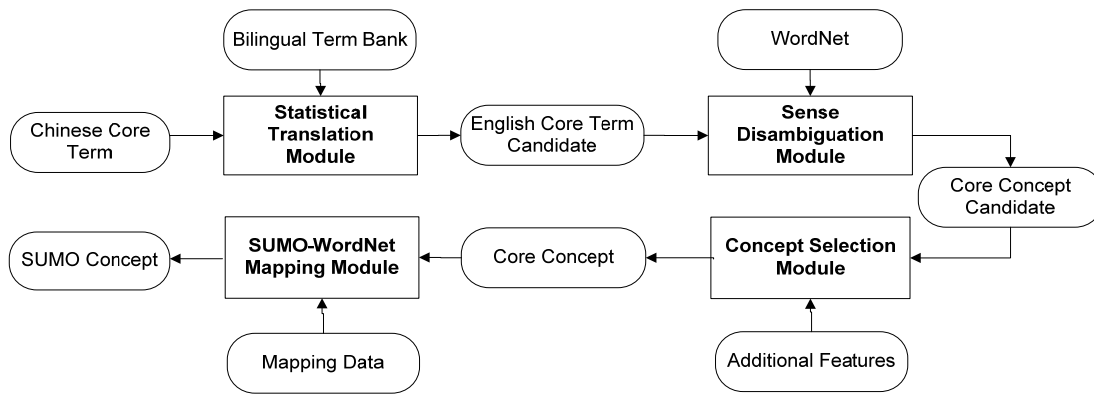 Bilingual Term Bank
WordNet
Chinese Core
Term
Statistical
Translation
Module
English Core Term
Candidate
Sense
Disambiguation
Module
Core Concept
Candidate
SUMO Concept
SUMO-WordNet
Mapping Module
Core Concept
Concept Selection
Module
Mapping Data
Additional Features